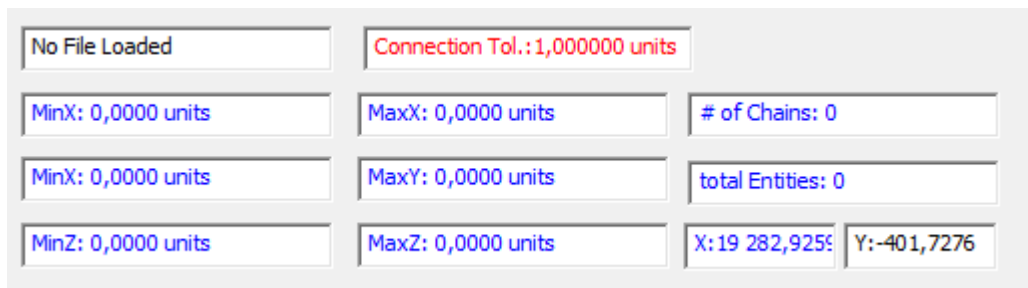 No File Loaded
Connection Tol.:1,000000 units
MinX: 0,0000 units
MaxX: 0,0000 units
# of Chains: 0
MinX: 0,0000 units
MaxY: 0,0000 units
total Entities: 0
MinZ: 0,0000 units
MaxZ: 0,0000 units
X:19 282,9259
Y:-401,7276